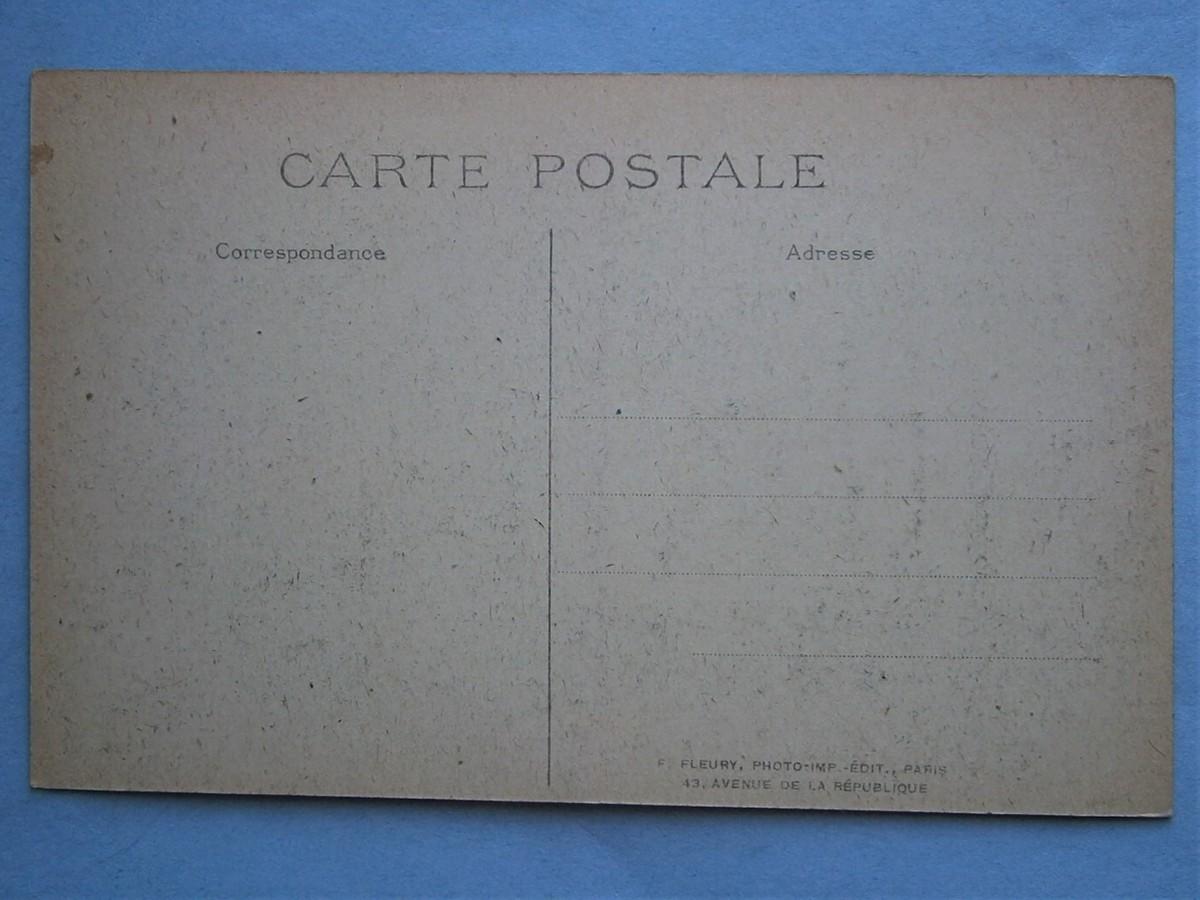 CARTE POSTALE
Correspondance
Adresse
F. FLEURY, PHOTO-IMP.-ÉDIT., PARIS
43, AVENUE DE LA RÉPUBLIQUE